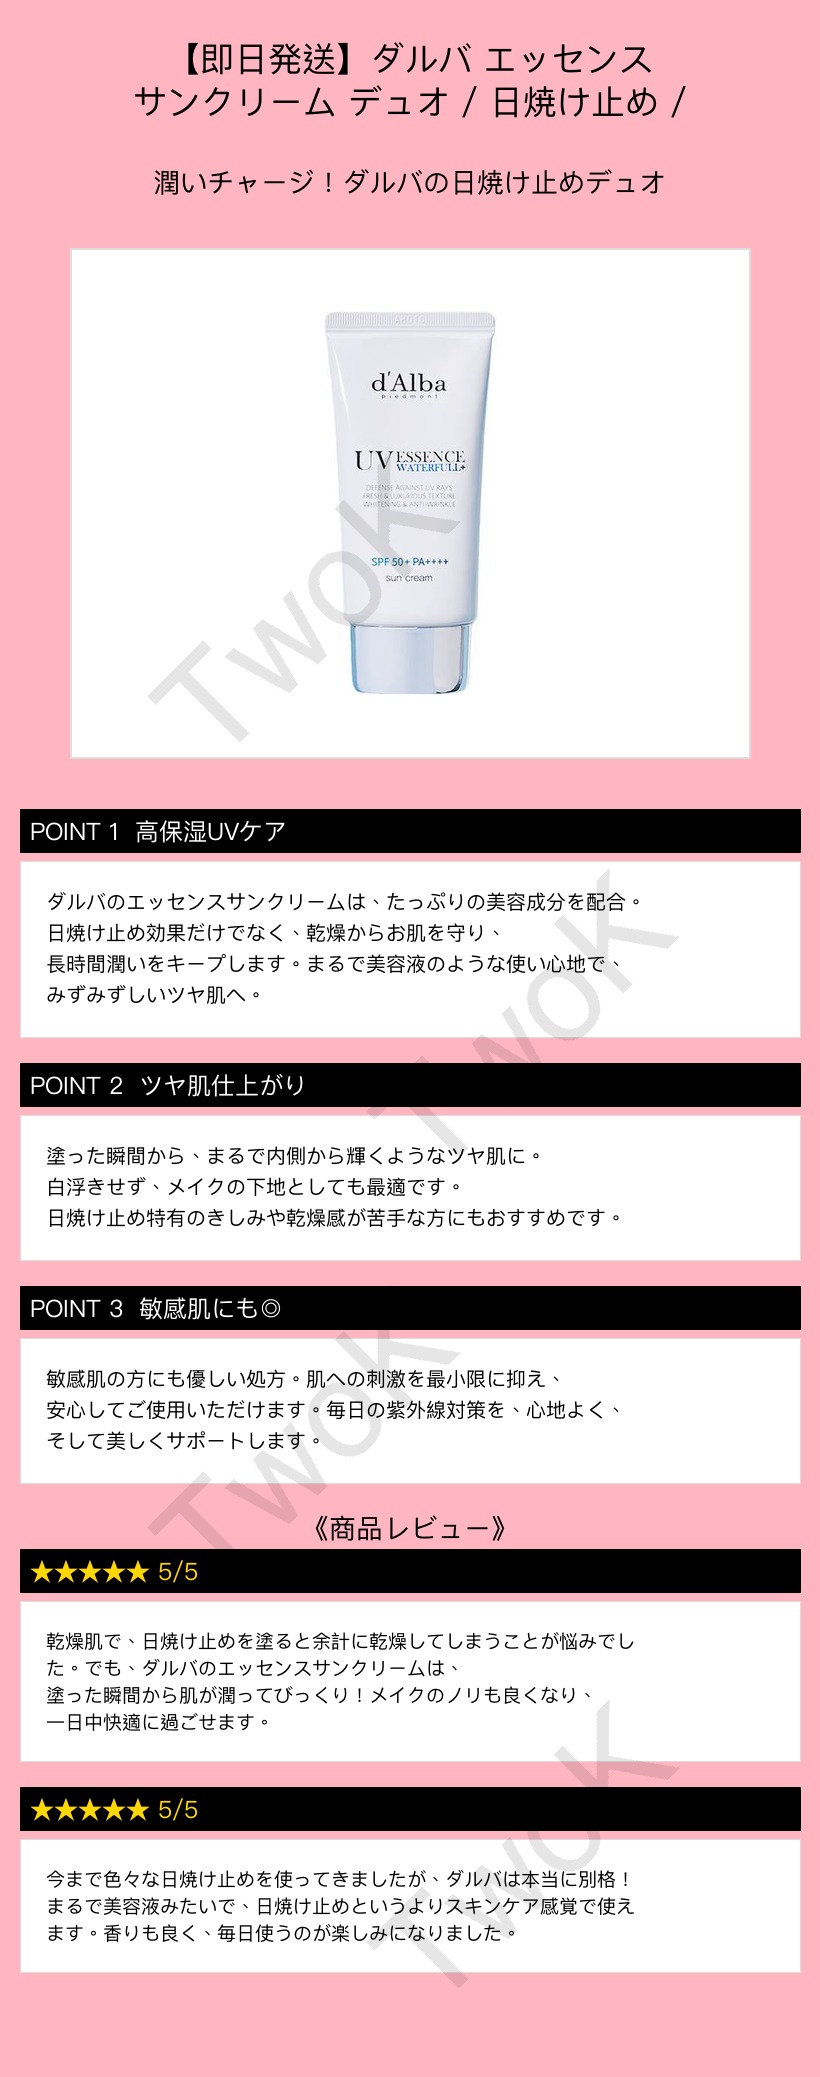 【即日発送】ダルバ エッセンス
サンクリーム デュオ / 日焼け止め /
潤いチャージ！ダルバの日焼け止めデュオ
d'Alba
piedmont
UV ESSENCE
WATERFULL+
DEFENSE AGAINST UV RAYS
FRESH & LUXURIOUS TEXTURE
WHITENING & ANTI-WRINKLE
SPF 50+ PA++++
sun cream
TwoK
POINT 1 高保湿UVケア
ダルバのエッセンスサンクリームは、たっぷりの美容成分を配合。
日焼け止め効果だけでなく、乾燥からお肌を守り、
長時間潤いをキープします。まるで美容液のような使い心地で、
みずみずしいツヤ肌へ。
TwoK
POINT 2 ツヤ肌仕上がり
塗った瞬間から、まるで内側から輝くようなツヤ肌に。
白浮きせず、メイクの下地としても最適です。
日焼け止め特有のきしみや乾燥感が苦手な方にもおすすめです。
POINT 3 敏感肌にも◎
敏感肌の方にも優しい処方。肌への刺激を最小限に抑え、
安心してご使用いただけます。毎日の紫外線対策を、心地よく、
そして美しくサポートします。
TwoK
《商品レビュー》
★★★★★ 5/5
乾燥肌で、日焼け止めを塗ると余計に乾燥してしまうことが悩みでし
た。でも、ダルバのエッセンスサンクリームは、
塗った瞬間から肌が潤ってびっくり！メイクのノリも良くなり、
一日中快適に過ごせます。
★★★★★ 5/5
今まで色々な日焼け止めを使ってきましたが、ダルバは本当に別格！
まるで美容液みたいで、日焼け止めというよりスキンケア感覚で使え
ます。香りも良く、毎日使うのが楽しみになりました。
TwoK